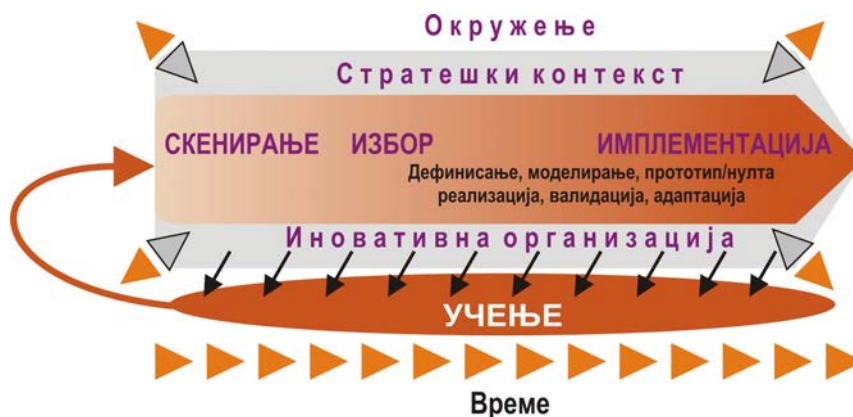 Окружење
Стратешки контекст
СКЕНИРАЊЕ ИЗБОР ИМПЛЕМЕНТАЦИЈА
Дефинисање, моделирање, прототип/нулта
реализација, валидација, адаптација
Иновативна организација
УЧЕЊЕ
Време